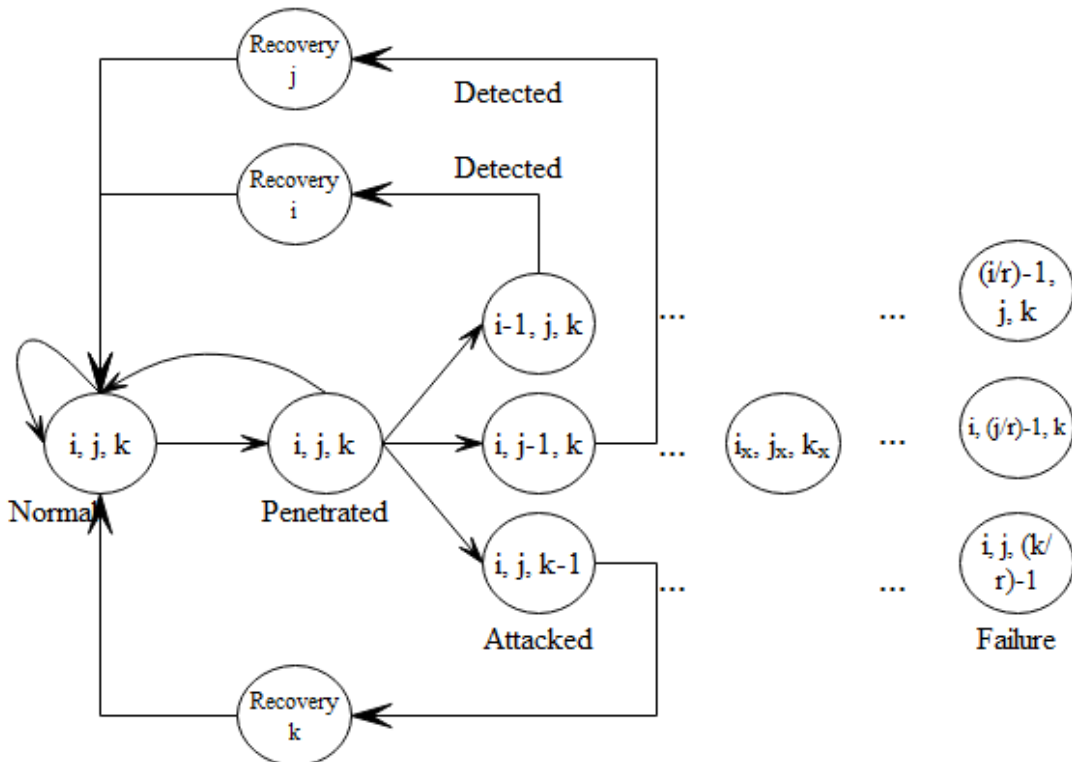 Recovery
j
Detected
Recovery
i
Detected
(i/r)-1,
j, k
i-1, j, k
...
...
i, j, k
i, j, k
i, j-1, k
...
iₓ, jₓ, kₓ
...
i, (j/r)-1, k
Normal
Penetrated
i, j, k-1
...
...
i, j, (k/
r)-1
Attacked
Failure
Recovery
k